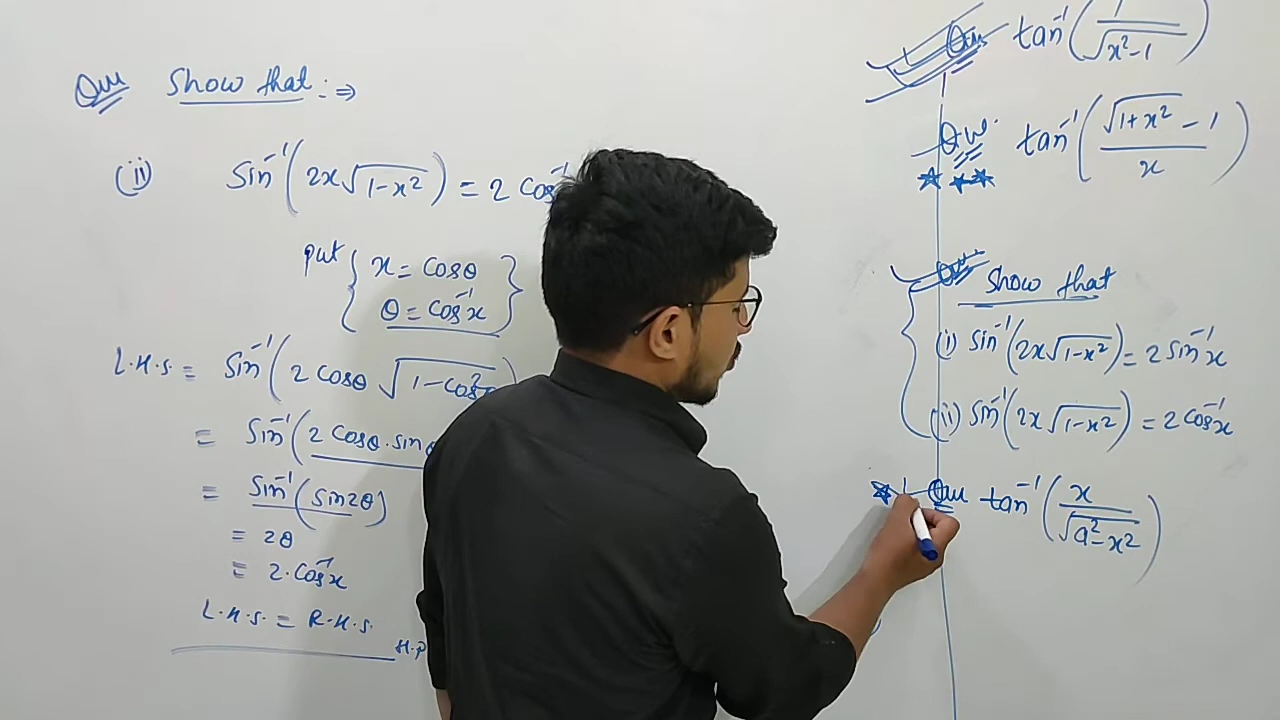 Que Show that :⇒
(ii) Sin⁻¹(2x√(1-x²)) = 2 Cos⁻¹
put { x = Cosθ
θ = Cos⁻¹x }
L.H.S. = Sin⁻¹(2 Cosθ √(1-Cos²θ))
= Sin⁻¹(2 Cosθ.sinθ
= Sin⁻¹(Sin2θ)
= 2θ
= 2.Cos⁻¹x
L.H.S. = R.H.S.
H.P
Que tan⁻¹(1/√(x²-1))
Que tan⁻¹((√(1+x²) - 1)/x)
Que Show that
(i) Sin⁻¹(2x√(1-x²)) = 2 Sin⁻¹x
(ii) Sin⁻¹(2x√(1-x²)) = 2 Cos⁻¹x
Que tan⁻¹(x/√(a²-x²))